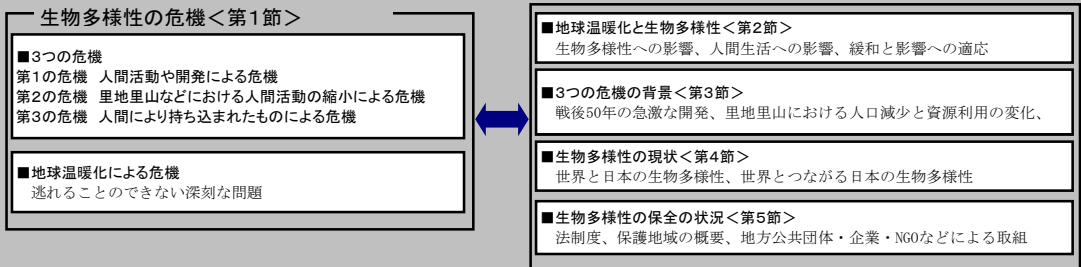 生物多様性の危機＜第1節＞
■3つの危機
第1の危機 人間活動や開発による危機
第2の危機 里地里山などにおける人間活動の縮小による危機
第3の危機 人間により持ち込まれたものによる危機
■地球温暖化による危機
逃れることのできない深刻な問題
■地球温暖化と生物多様性＜第2節＞
生物多様性への影響、人間生活への影響、緩和と影響への適応
■3つの危機の背景＜第3節＞
戦後50年の急激な開発、里地里山における人口減少と資源利用の変化、
■生物多様性の現状＜第4節＞
世界と日本の生物多様性、世界とつながる日本の生物多様性
■生物多様性の保全の状況＜第5節＞
法制度、保護地域の概要、地方公共団体・企業・NGOなどによる取組